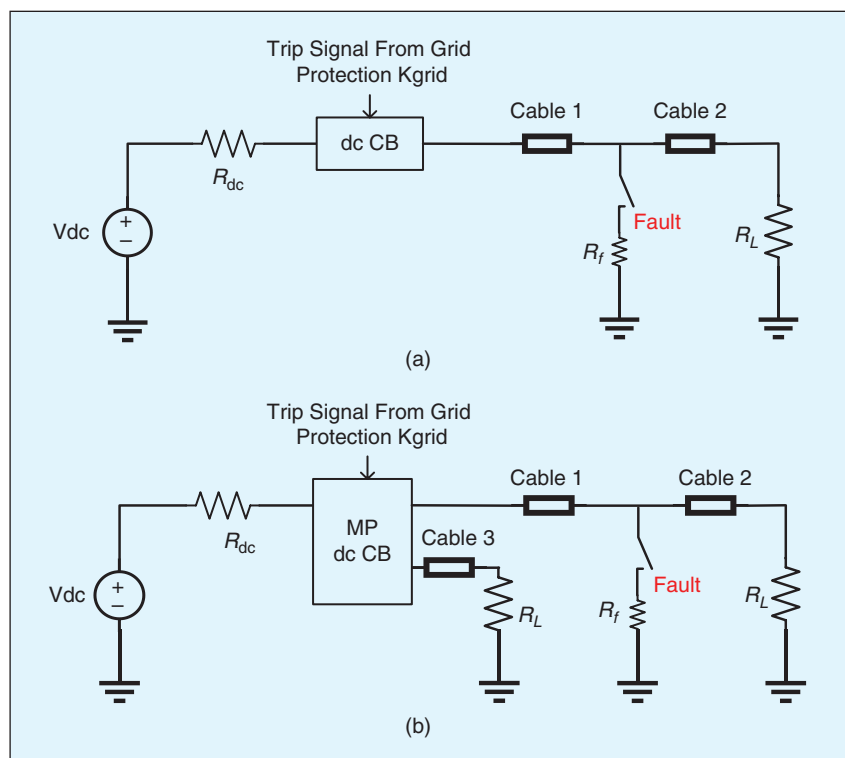 Trip Signal From Grid
Protection Kgrid
Cable 1
Cable 2
dc CB
Rdc
Vdc
+
−
Fault
Rf
RL
(a)
Trip Signal From Grid
Protection Kgrid
Cable 1
Cable 2
MP
dc CB
Cable 3
Rdc
Vdc
+
−
Fault
RL
Rf
RL
(b)